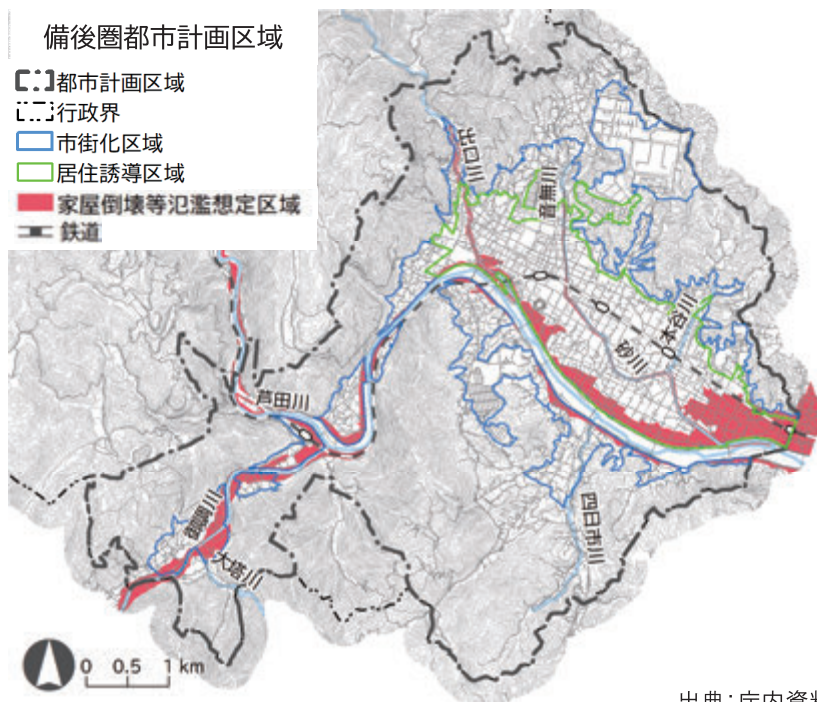 備後圏都市計画区域
都市計画区域
行政界
市街化区域
居住誘導区域
家屋倒壊等氾濫想定区域
鉄道
出口川
音無川
本谷川
砂川
芦田川
御調川
大塔川
四日市川
0 0.5 1 km
出典：庁内資料